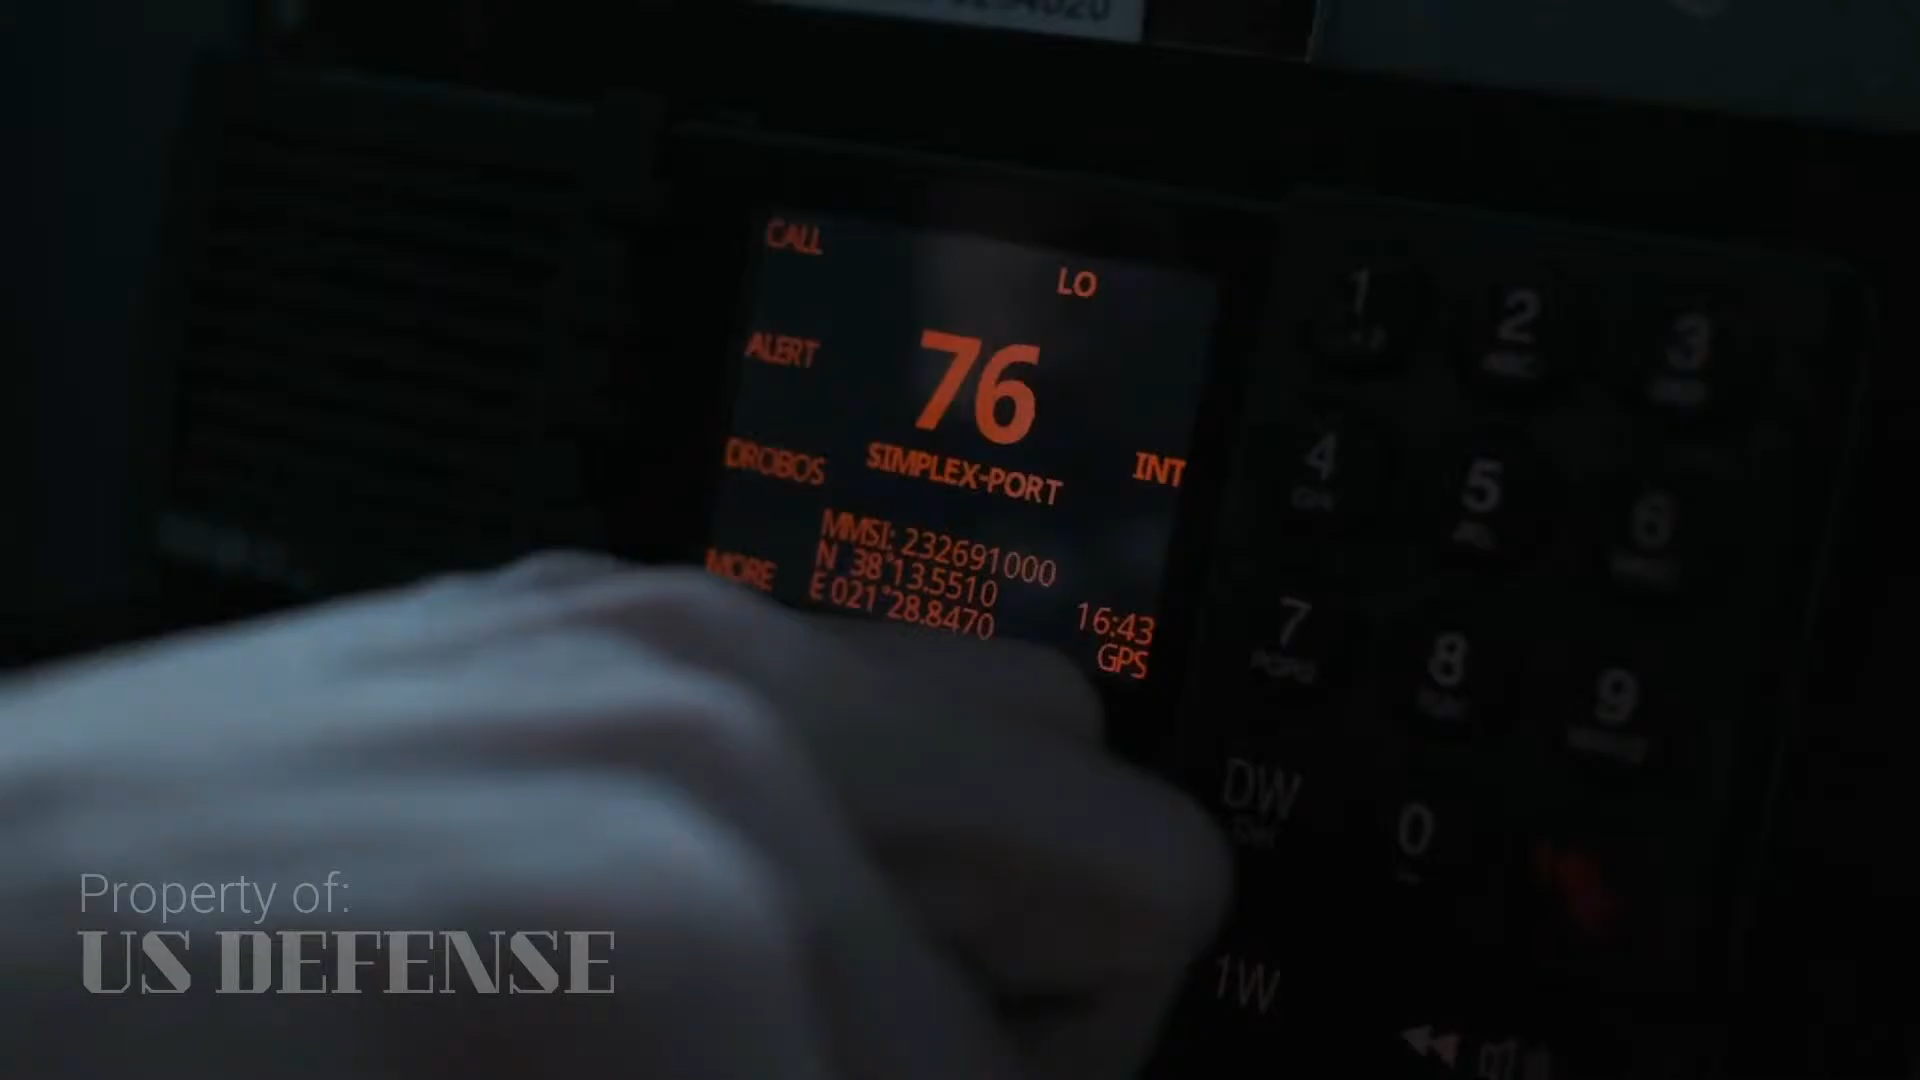 CALL
LO
ALERT
76
DROBOS
SIMPLEX-PORT
INT
MMSI: 232691000
N 38°13.5510
MORE
E 021°28.8470
16:43
GPS
1
2
3
4
5
6
7
8
9
DW
0
1W
Property of:
US DEFENSE